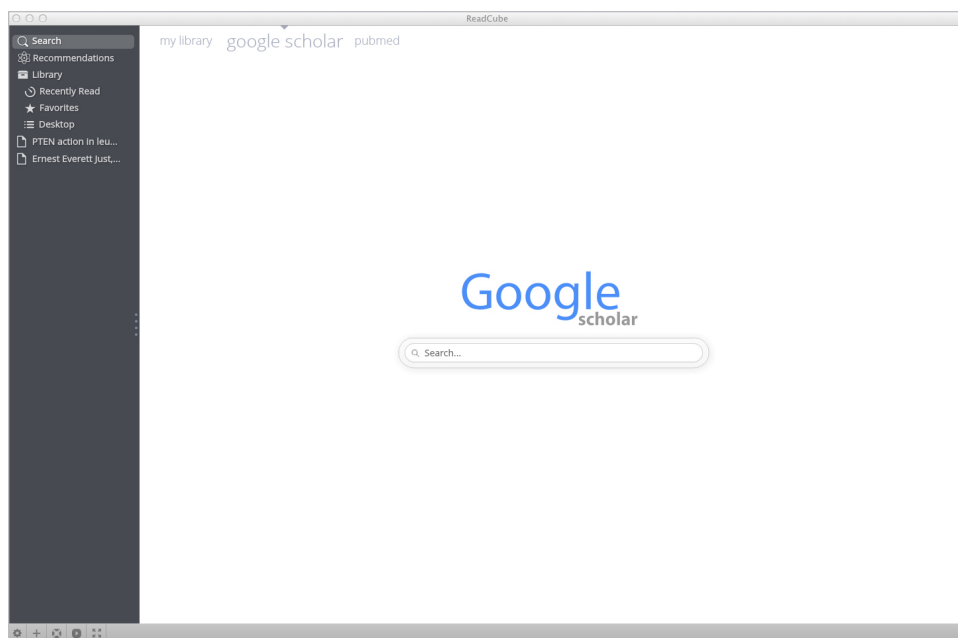 ReadCube
Search
Recommendations
Library
Recently Read
Favorites
Desktop
PTEN action in leu...
Ernest Everett Just,...
my library google scholar pubmed
Google
scholar
Search...